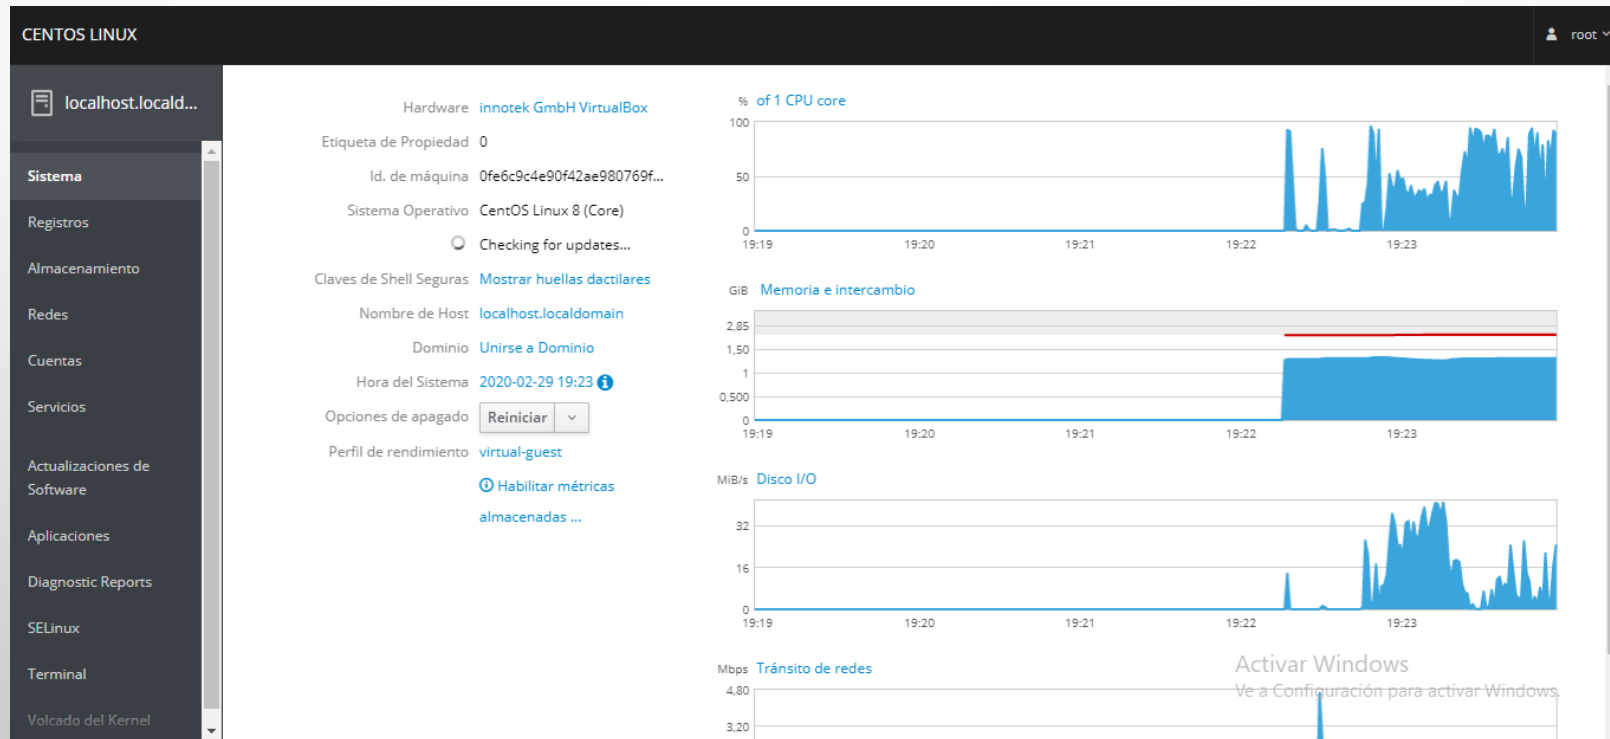 CENTOS LINUX
root
localhost.locald...
Sistema
Registros
Almacenamiento
Redes
Cuentas
Servicios
Actualizaciones de
Software
Aplicaciones
Diagnostic Reports
SELinux
Terminal
Volcado del Kernel
Hardware innotek GmbH VirtualBox
Etiqueta de Propiedad 0
Id. de máquina 0fe6c9c4e90f42ae980769f...
Sistema Operativo CentOS Linux 8 (Core)
Checking for updates...
Claves de Shell Seguras Mostrar huellas dactilares
Nombre de Host localhost.localdomain
Dominio Unirse a Dominio
Hora del Sistema 2020-02-29 19:23
Opciones de apagado Reiniciar
Perfil de rendimiento virtual-guest
Habilitar métricas
almacenadas ...
% of 1 CPU core
100
50
0
19:19 19:20 19:21 19:22 19:23
GiB Memoria e intercambio
2,85
1,50
1
0,500
0
19:19 19:20 19:21 19:22 19:23
MiB/s Disco I/O
32
16
0
19:19 19:20 19:21 19:22 19:23
Mbps Tránsito de redes
4,80
3,20
Activar Windows
Ve a Configuración para activar Windows.